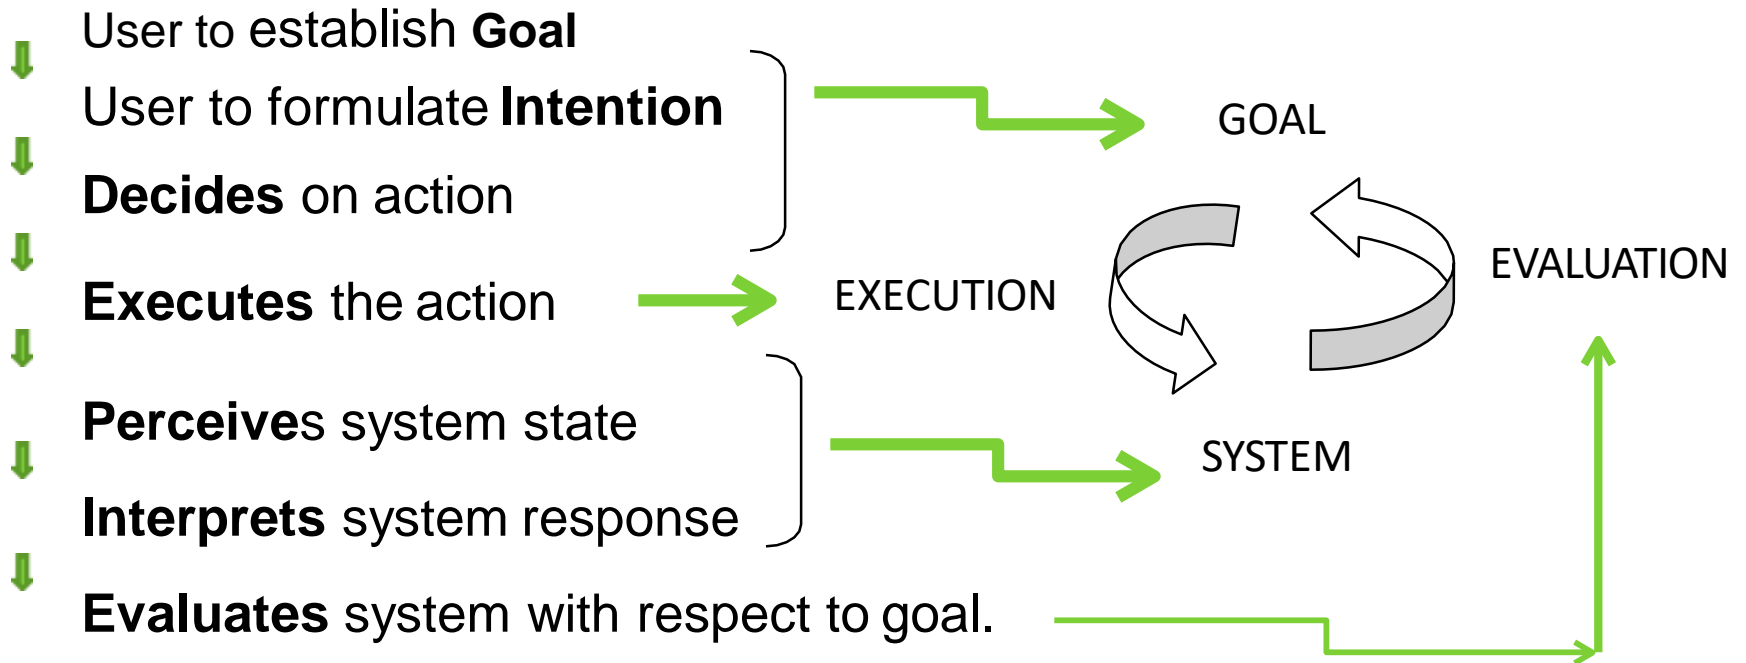 User to establish Goal
User to formulate Intention
Decides on action
Executes the action
Perceives system state
Interprets system response
Evaluates system with respect to goal.
GOAL
EXECUTION
EVALUATION
SYSTEM